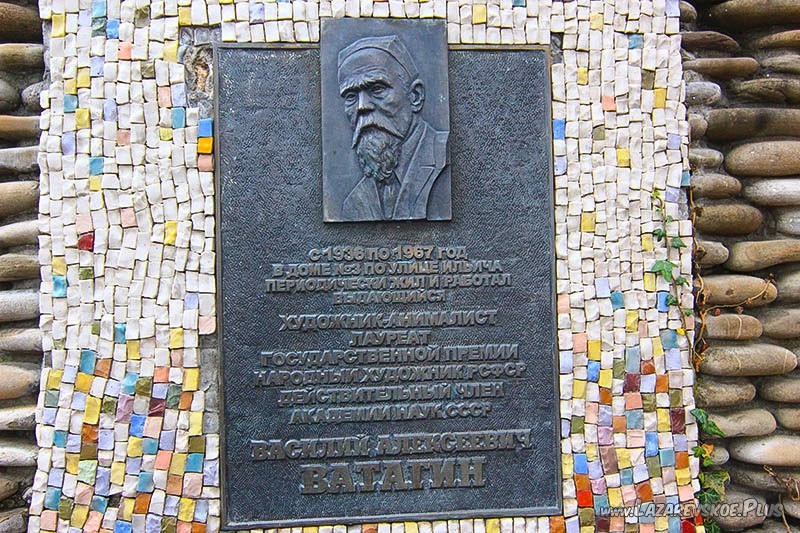 С 1936 ПО 1967 ГОД
В ДОМЕ №3 ПО УЛИЦЕ ИЛЬИЧА
ПЕРИОДИЧЕСКИ ЖИЛ И РАБОТАЛ
ВЫДАЮЩИЙСЯ
ХУДОЖНИК-АНИМАЛИСТ
ЛАУРЕАТ
ГОСУДАРСТВЕННОЙ ПРЕМИИ
НАРОДНЫЙ ХУДОЖНИК РСФСР
ДЕЙСТВИТЕЛЬНЫЙ ЧЛЕН
АКАДЕМИИ НАУК СССР
ВАСИЛИЙ АЛЕКСЕЕВИЧ
ВАТАГИН
www.Lazarevskoe.Plus